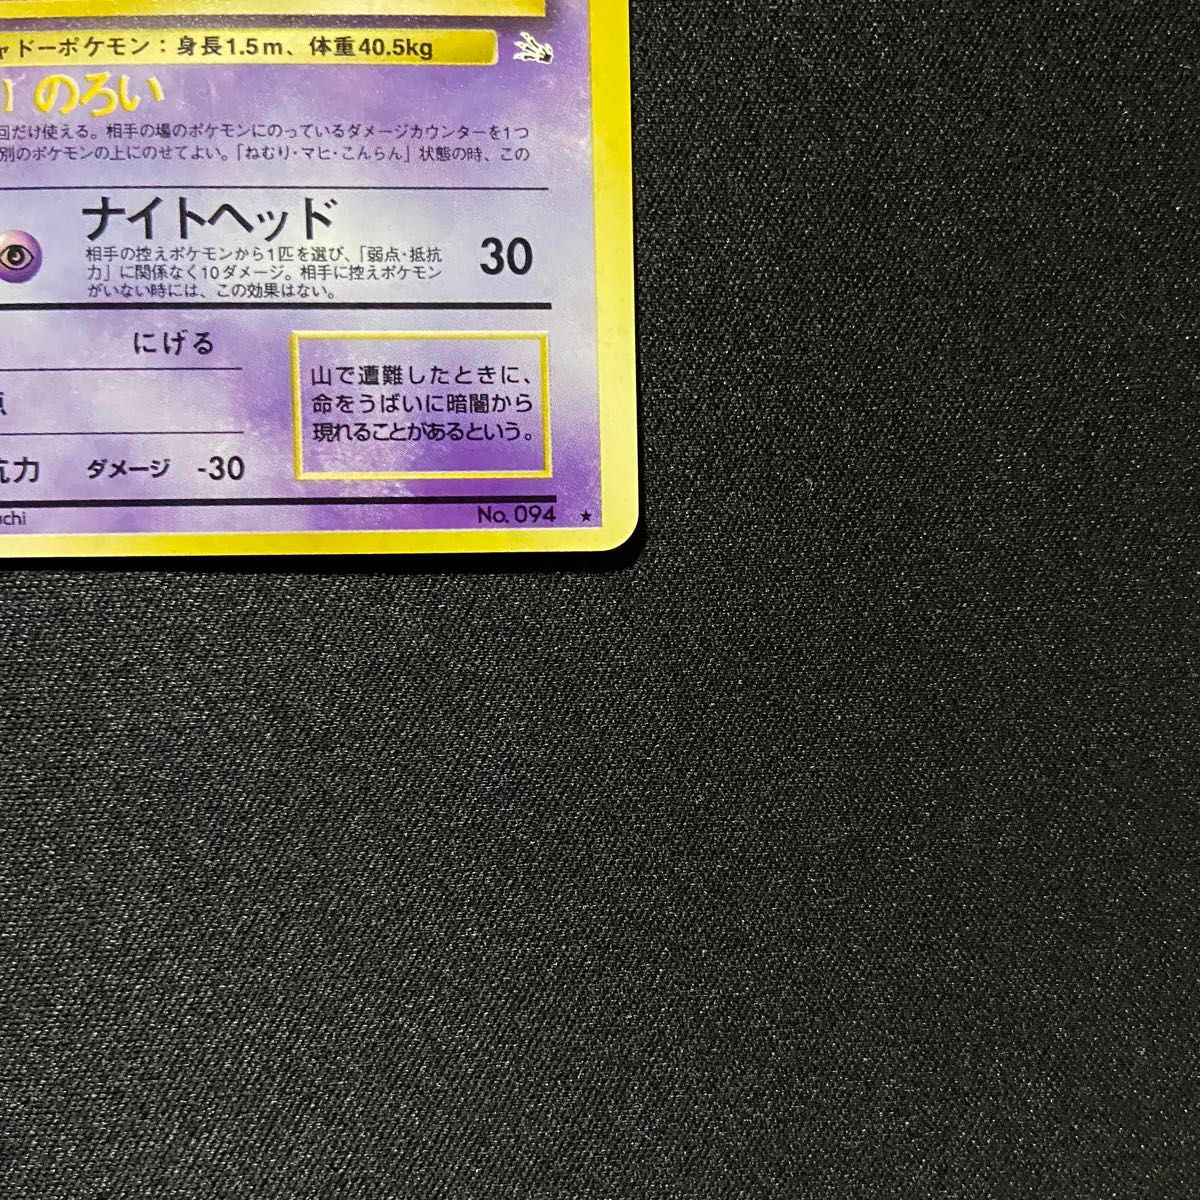 ャドーポケモン：身長1.5m、体重40.5kg
のろい
回だけ使える。相手の場のポケモンにのっているダメージカウンターを1つ
別のポケモンの上にのせてよい。「ねむり・マヒ・こんらん」状態の時、この
ナイトヘッド
相手の控えポケモンから1匹を選び、「弱点・抵抗
力」に関係なく10ダメージ。相手に控えポケモン
がいない時には、この効果はない。
30
にげる
点
抗力 ダメージ -30
山で遭難したときに、
命をうばいに暗闇から
現れることがあるという。
uchi
No. 094 ★